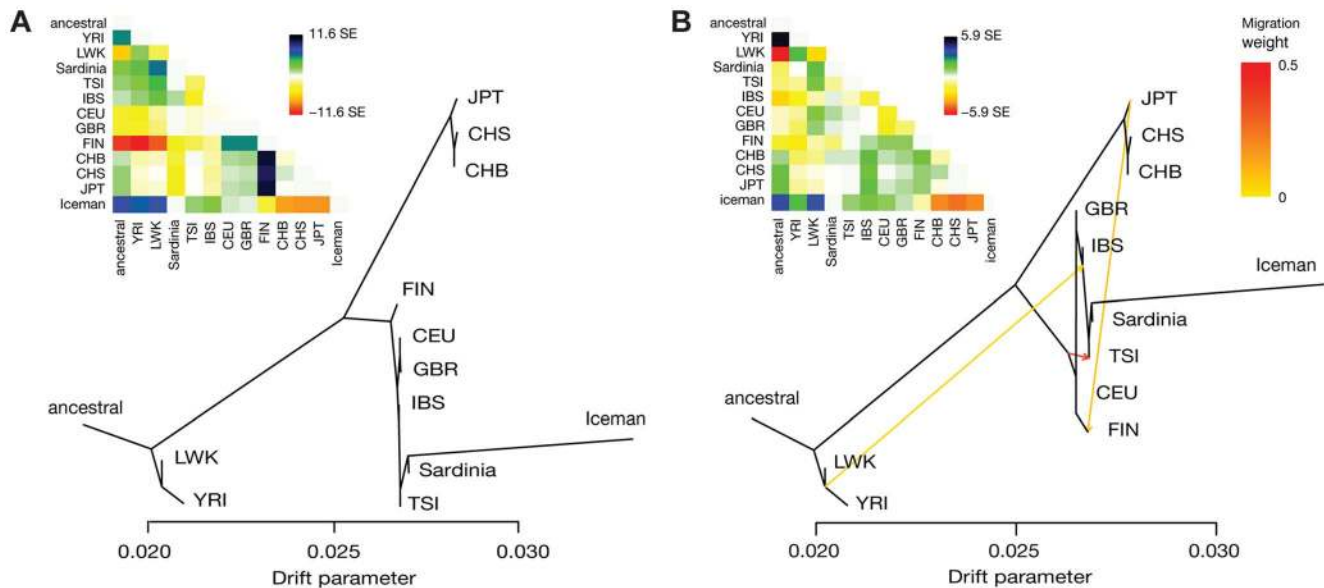 A
ancestral
YRI
LWK
Sardinia
TSI
IBS
CEU
GBR
FIN
CHB
CHS
JPT
Iceman
ancestral
YRI
LWK
Sardinia
TSI
IBS
CEU
GBR
FIN
CHB
CHS
JPT
Iceman
11.6 SE
−11.6 SE
JPT
CHS
CHB
FIN
CEU
GBR
IBS
Iceman
Sardinia
TSI
ancestral
LWK
YRI
0.020
0.025
0.030
Drift parameter
B
ancestral
YRI
LWK
Sardinia
TSI
IBS
CEU
GBR
FIN
CHB
CHS
JPT
iceman
ancestral
YRI
LWK
Sardinia
TSI
IBS
CEU
GBR
FIN
CHB
CHS
JPT
iceman
5.9 SE
−5.9 SE
Migration
weight
0.5
0
JPT
CHS
CHB
GBR
IBS
Iceman
Sardinia
TSI
CEU
FIN
ancestral
LWK
YRI
0.020
0.025
0.030
Drift parameter